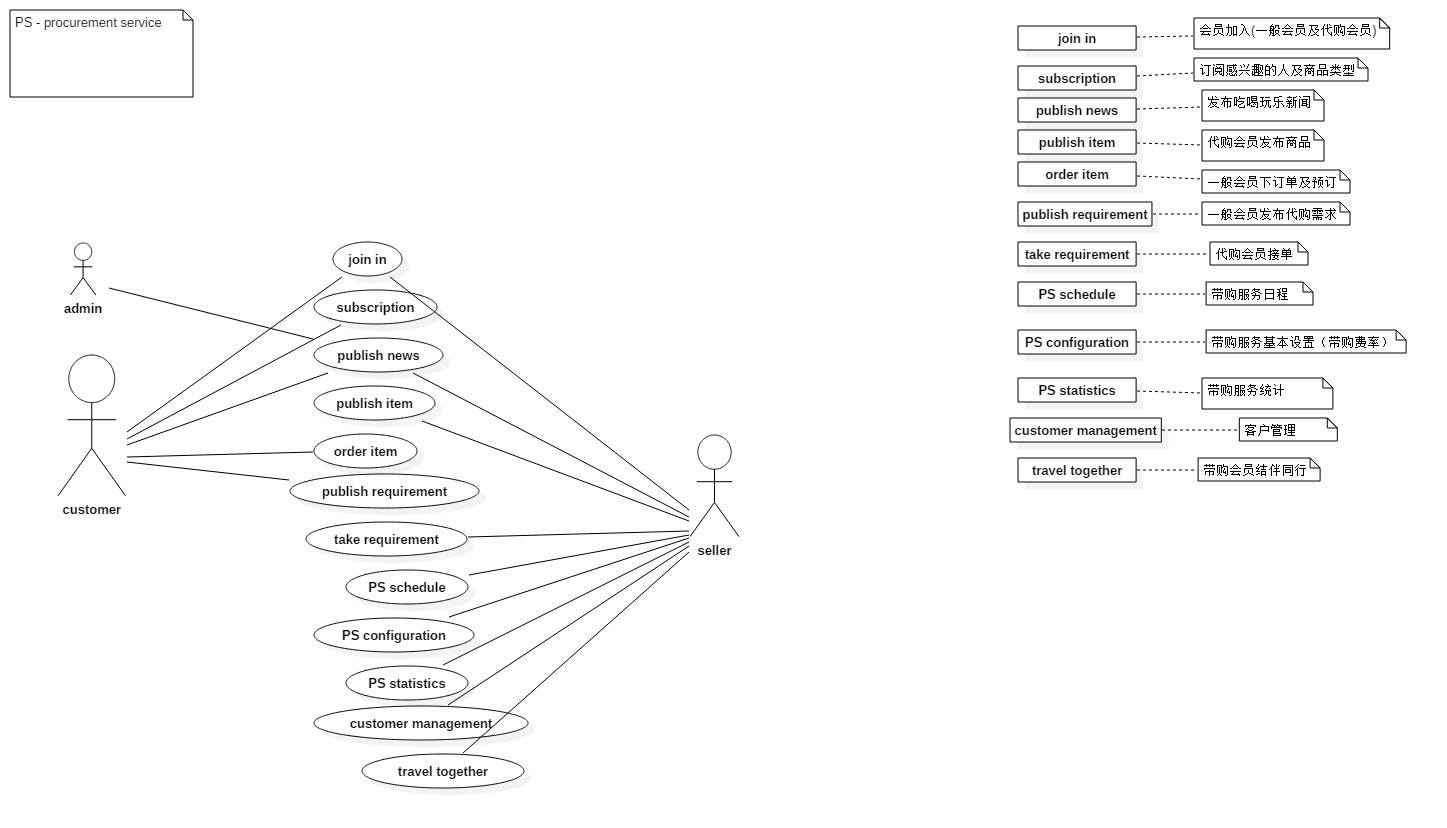 PS - procurement service
admin
customer
join in
subscription
publish news
publish item
order item
publish requirement
take requirement
PS schedule
PS configuration
PS statistics
customer management
travel together
seller
join in
会员加入(一般会员及代购会员)
subscription
订阅感兴趣的人及商品类型
publish news
发布吃喝玩乐新闻
publish item
代购会员发布商品
order item
一般会员下订单及预订
publish requirement
一般会员发布代购需求
take requirement
代购会员接单
PS schedule
带购服务日程
PS configuration
带购服务基本设置（带购费率）
PS statistics
带购服务统计
customer management
客户管理
travel together
带购会员结伴同行